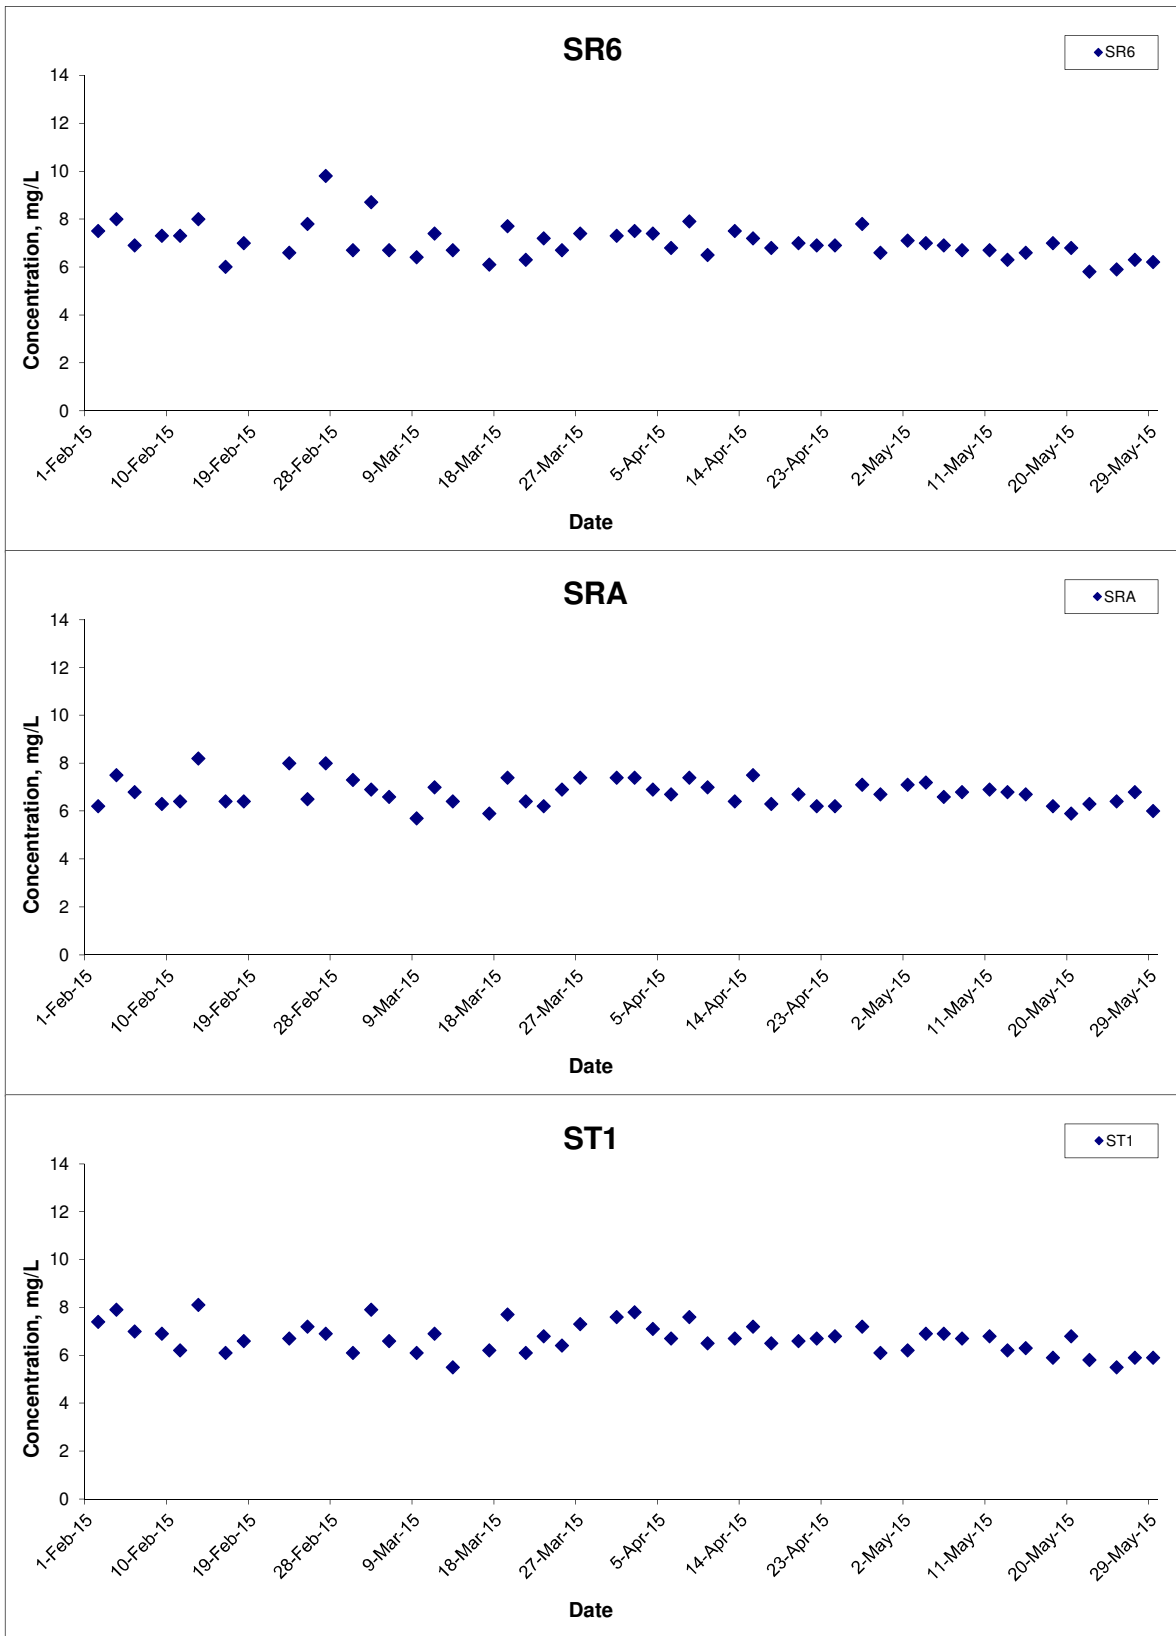 SR6
SR6
Concentration, mg/L
14
12
10
8
6
4
2
0
1-Feb-15
10-Feb-15
19-Feb-15
28-Feb-15
9-Mar-15
18-Mar-15
27-Mar-15
5-Apr-15
14-Apr-15
23-Apr-15
2-May-15
11-May-15
20-May-15
29-May-15
Date
SRA
SRA
Concentration, mg/L
14
12
10
8
6
4
2
0
1-Feb-15
10-Feb-15
19-Feb-15
28-Feb-15
9-Mar-15
18-Mar-15
27-Mar-15
5-Apr-15
14-Apr-15
23-Apr-15
2-May-15
11-May-15
20-May-15
29-May-15
Date
ST1
ST1
Concentration, mg/L
14
12
10
8
6
4
2
0
1-Feb-15
10-Feb-15
19-Feb-15
28-Feb-15
9-Mar-15
18-Mar-15
27-Mar-15
5-Apr-15
14-Apr-15
23-Apr-15
2-May-15
11-May-15
20-May-15
29-May-15
Date